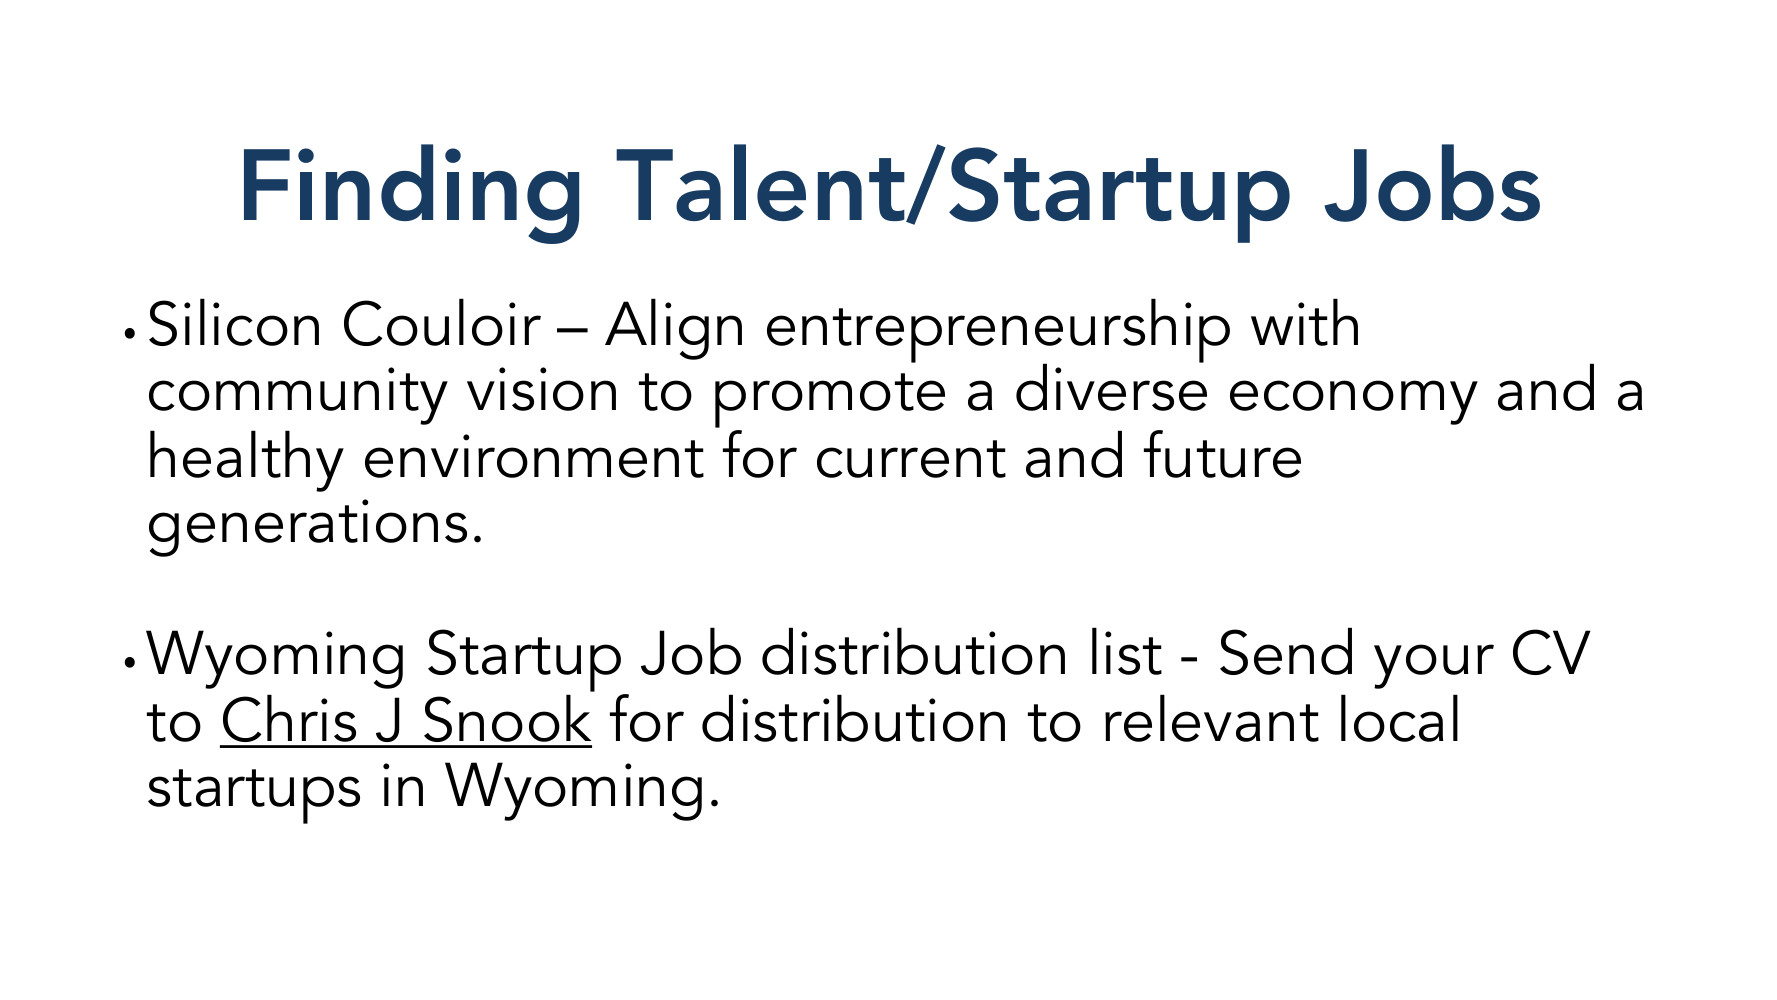 Finding Talent/Startup Jobs
• Silicon Couloir – Align entrepreneurship with
community vision to promote a diverse economy and a
healthy environment for current and future
generations.
• Wyoming Startup Job distribution list - Send your CV
to Chris J Snook for distribution to relevant local
startups in Wyoming.